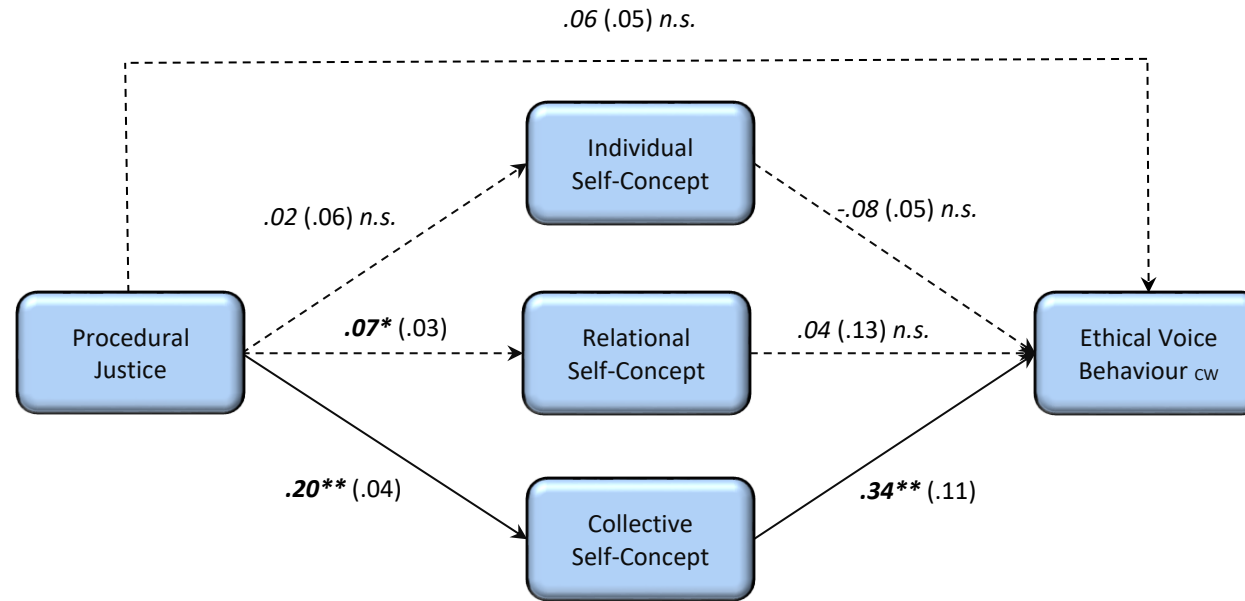 .06 (.05) n.s.
Individual
Self-Concept
.02 (.06) n.s.
-.08 (.05) n.s.
Procedural
Justice
.07* (.03)
Relational
Self-Concept
.04 (.13) n.s.
Ethical Voice
Behaviour CW
.20** (.04)
Collective
Self-Concept
.34** (.11)